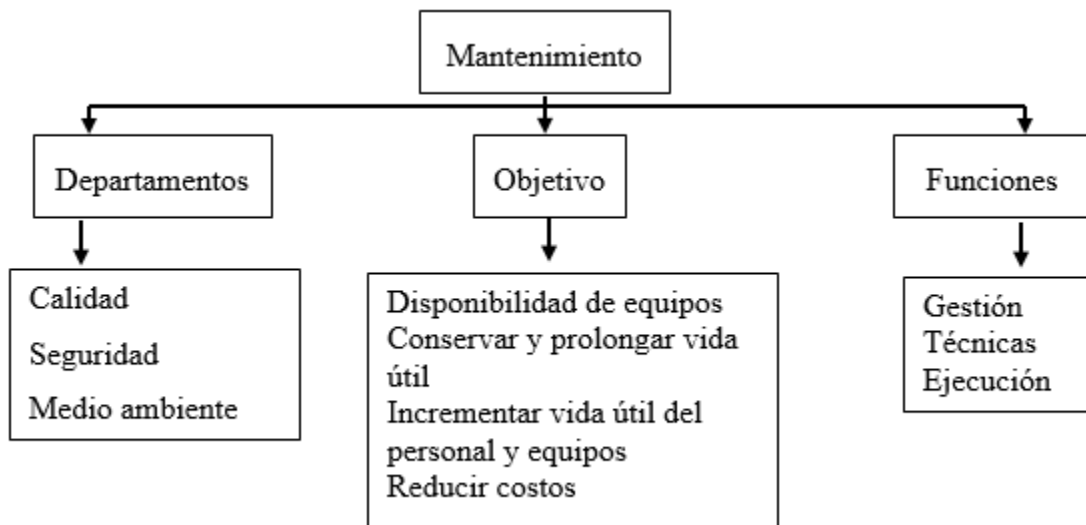 Mantenimiento
Departamentos
Objetivo
Funciones
Calidad
Seguridad
Medio ambiente
Disponibilidad de equipos
Conservar y prolongar vida
útil
Incrementar vida útil del
personal y equipos
Reducir costos
Gestión
Técnicas
Ejecución